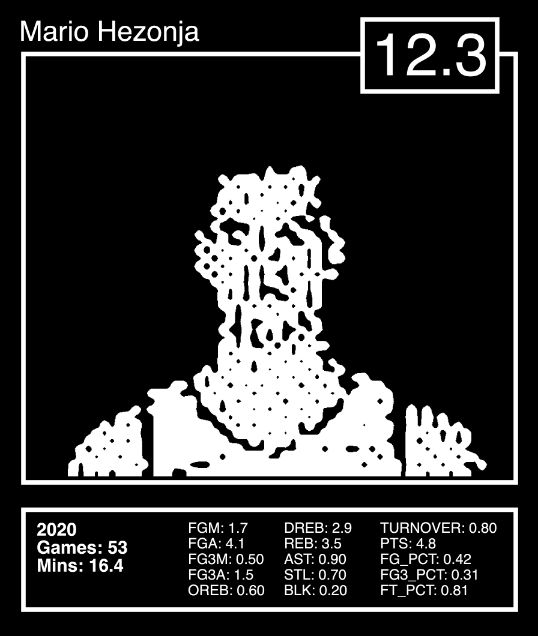 Mario Hezonja
12.3
2020
Games: 53
Mins: 16.4
FGM: 1.7
FGA: 4.1
FG3M: 0.50
FG3A: 1.5
OREB: 0.60
DREB: 2.9
REB: 3.5
AST: 0.90
STL: 0.70
BLK: 0.20
TURNOVER: 0.80
PTS: 4.8
FG_PCT: 0.42
FG3_PCT: 0.31
FT_PCT: 0.81